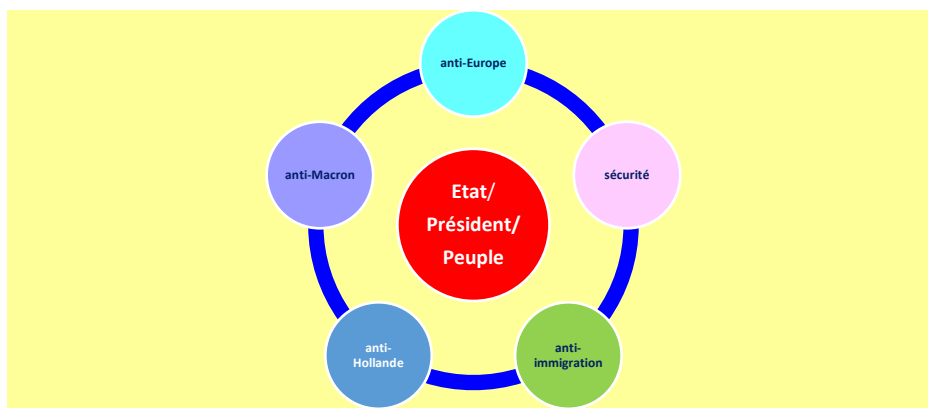 anti-Europe
anti-Macron
sécurité
Etat/
Président/
Peuple
anti-
Hollande
anti-
immigration